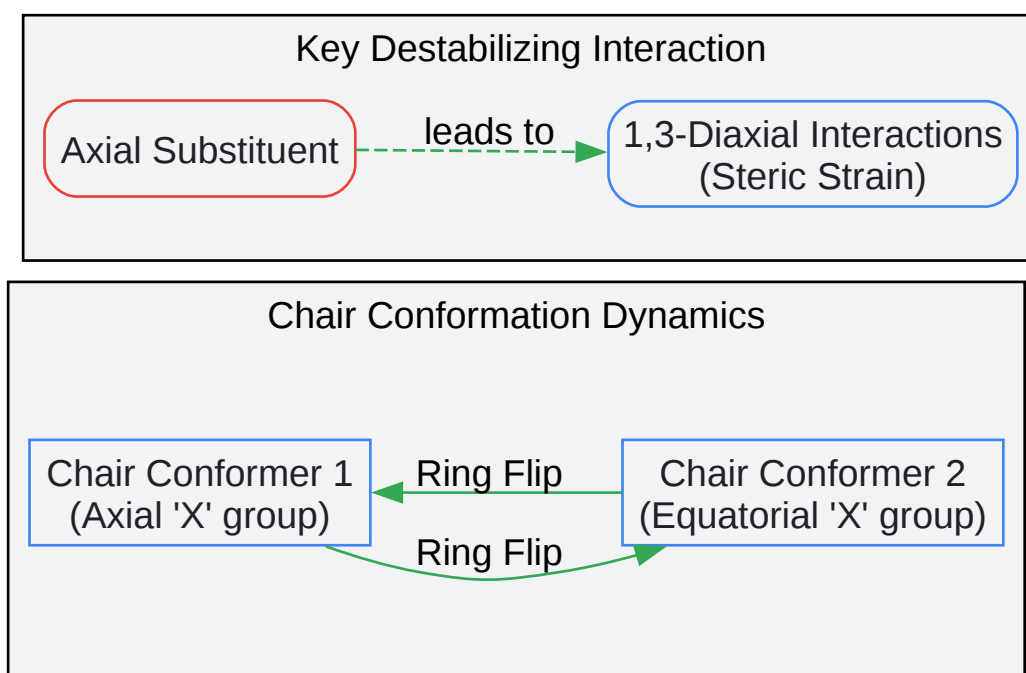 Key Destabilizing Interaction
Axial Substituent
leads to
1,3-Diaxial Interactions
(Steric Strain)
Chair Conformation Dynamics
Chair Conformer 1
(Axial 'X' group)
Ring Flip
Ring Flip
Chair Conformer 2
(Equatorial 'X' group)